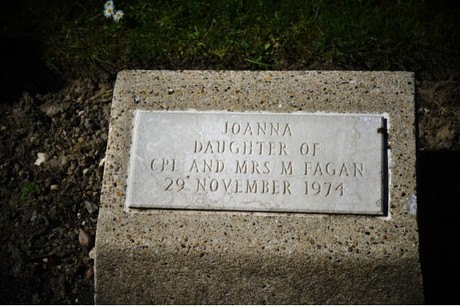 JOANNA
DAUGHTER OF
CPL AND MRS M FAGAN
29 NOVEMBER 1974